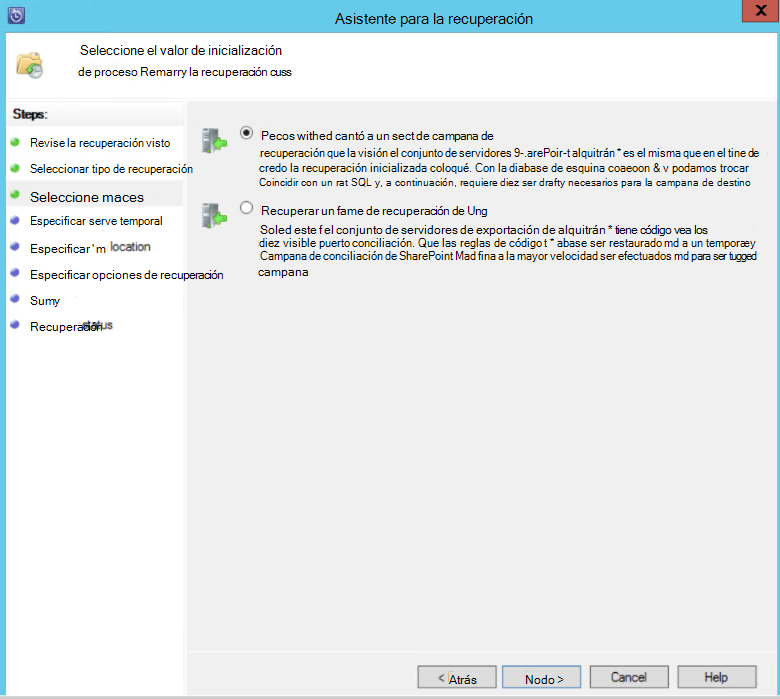 Asistente para la recuperación
X
Seleccione el valor de inicialización
de proceso Remarry la recuperación cuss
Steps:
Revise la recuperación visto
Seleccionar tipo de recuperación
Seleccione maces
Especificar serve temporal
Especificar ' m location
Especificar opciones de recuperación
Sumy
Recuperación status
Pecos withed cantó a un sect de campana de
recuperación que la visión el conjunto de servidores 9-.arePoir-t alquitrán * es el misma que en el tine de
credo la recuperación inicializada coloqué. Con la diabase de esquina coaeoon & v podamos trocar
Coincidir con un rat SQL y, a continuación, requiere diez ser drafty necesarios para la campana de destino
Recuperar un fame de recuperación de Ung
Soled este f el conjunto de servidores de exportación de alquitrán * tiene código vea los
diez visible puerto conciliación. Que las reglas de código t * abase ser restaurado md a un temporæy
Campana de conciliación de SharePoint Mad fina a la mayor velocidad ser efectuados md para ser tugged
campana
< Atrás
Nodo >
Cancel
Help